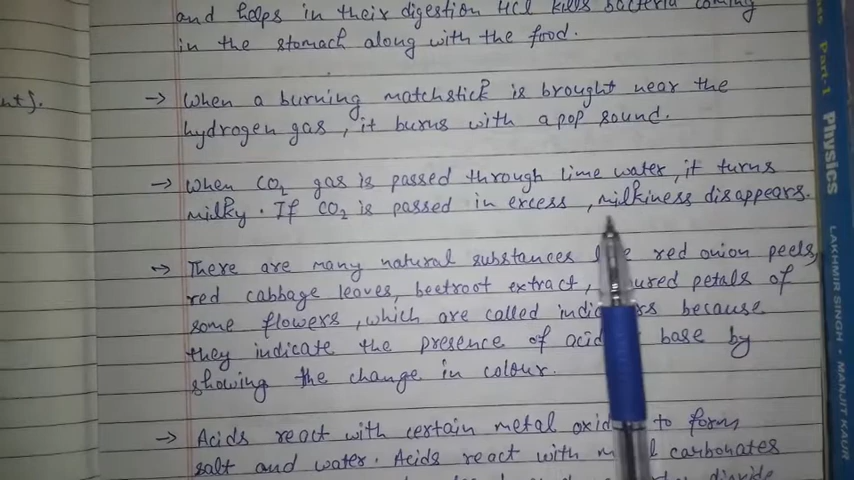 and helps in their digestion HCl kills bacteria coming
in the stomach along with the food.
nt).
→ When a burning matchstick is brought near the
hydrogen gas, it burns with a pop sound.
→ When CO2 gas is passed through lime water, it turns
milky. If CO2 is passed in excess, milkiness disappears.
→ There are many natural substances red onion peels,
red cabbage leaves, beetroot extract, petals of
some flowers, which are called because
they indicate the presence of acid base by
showing the change in colour.
→ Acids react with certain metal to form
salt and water. Acids react with carbonates
dioxide
Part-1 Physics
LAKHMIR SINGH • MANJIT KAUR